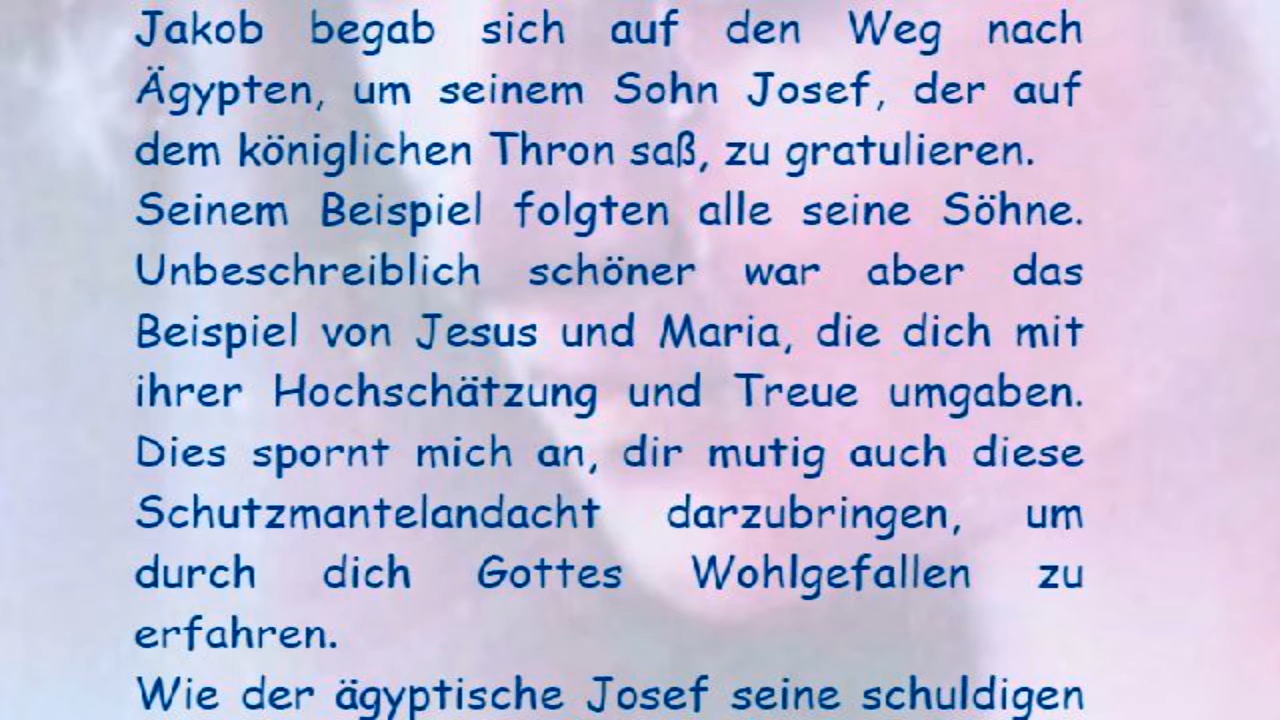 Jakob begab sich auf den Weg nach
Ägypten, um seinem Sohn Josef, der auf
dem königlichen Thron saß, zu gratulieren.
Seinem Beispiel folgten alle seine Söhne.
Unbeschreiblich schöner war aber das
Beispiel von Jesus und Maria, die dich mit
ihrer Hochschätzung und Treue umgaben.
Dies spornt mich an, dir mutig auch diese
Schutzmantelandacht darzubringen, um
durch dich Gottes Wohlgefallen zu
erfahren.
Wie der ägyptische Josef seine schuldigen